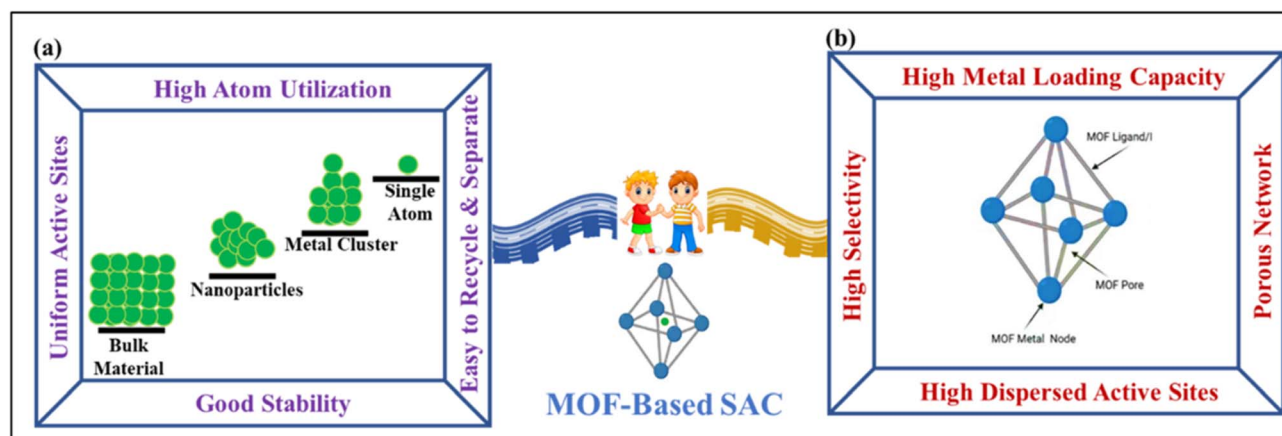 (a)
High Atom Utilization
Uniform Active Sites
Single
Atom
Metal Cluster
Nanoparticles
Bulk
Material
Easy to Recycle & Separate
Good Stability
MOF-Based SAC
(b)
High Metal Loading Capacity
High Selectivity
MOF Ligand/l
MOF Pore
MOF Metal Node
Porous Network
High Dispersed Active Sites